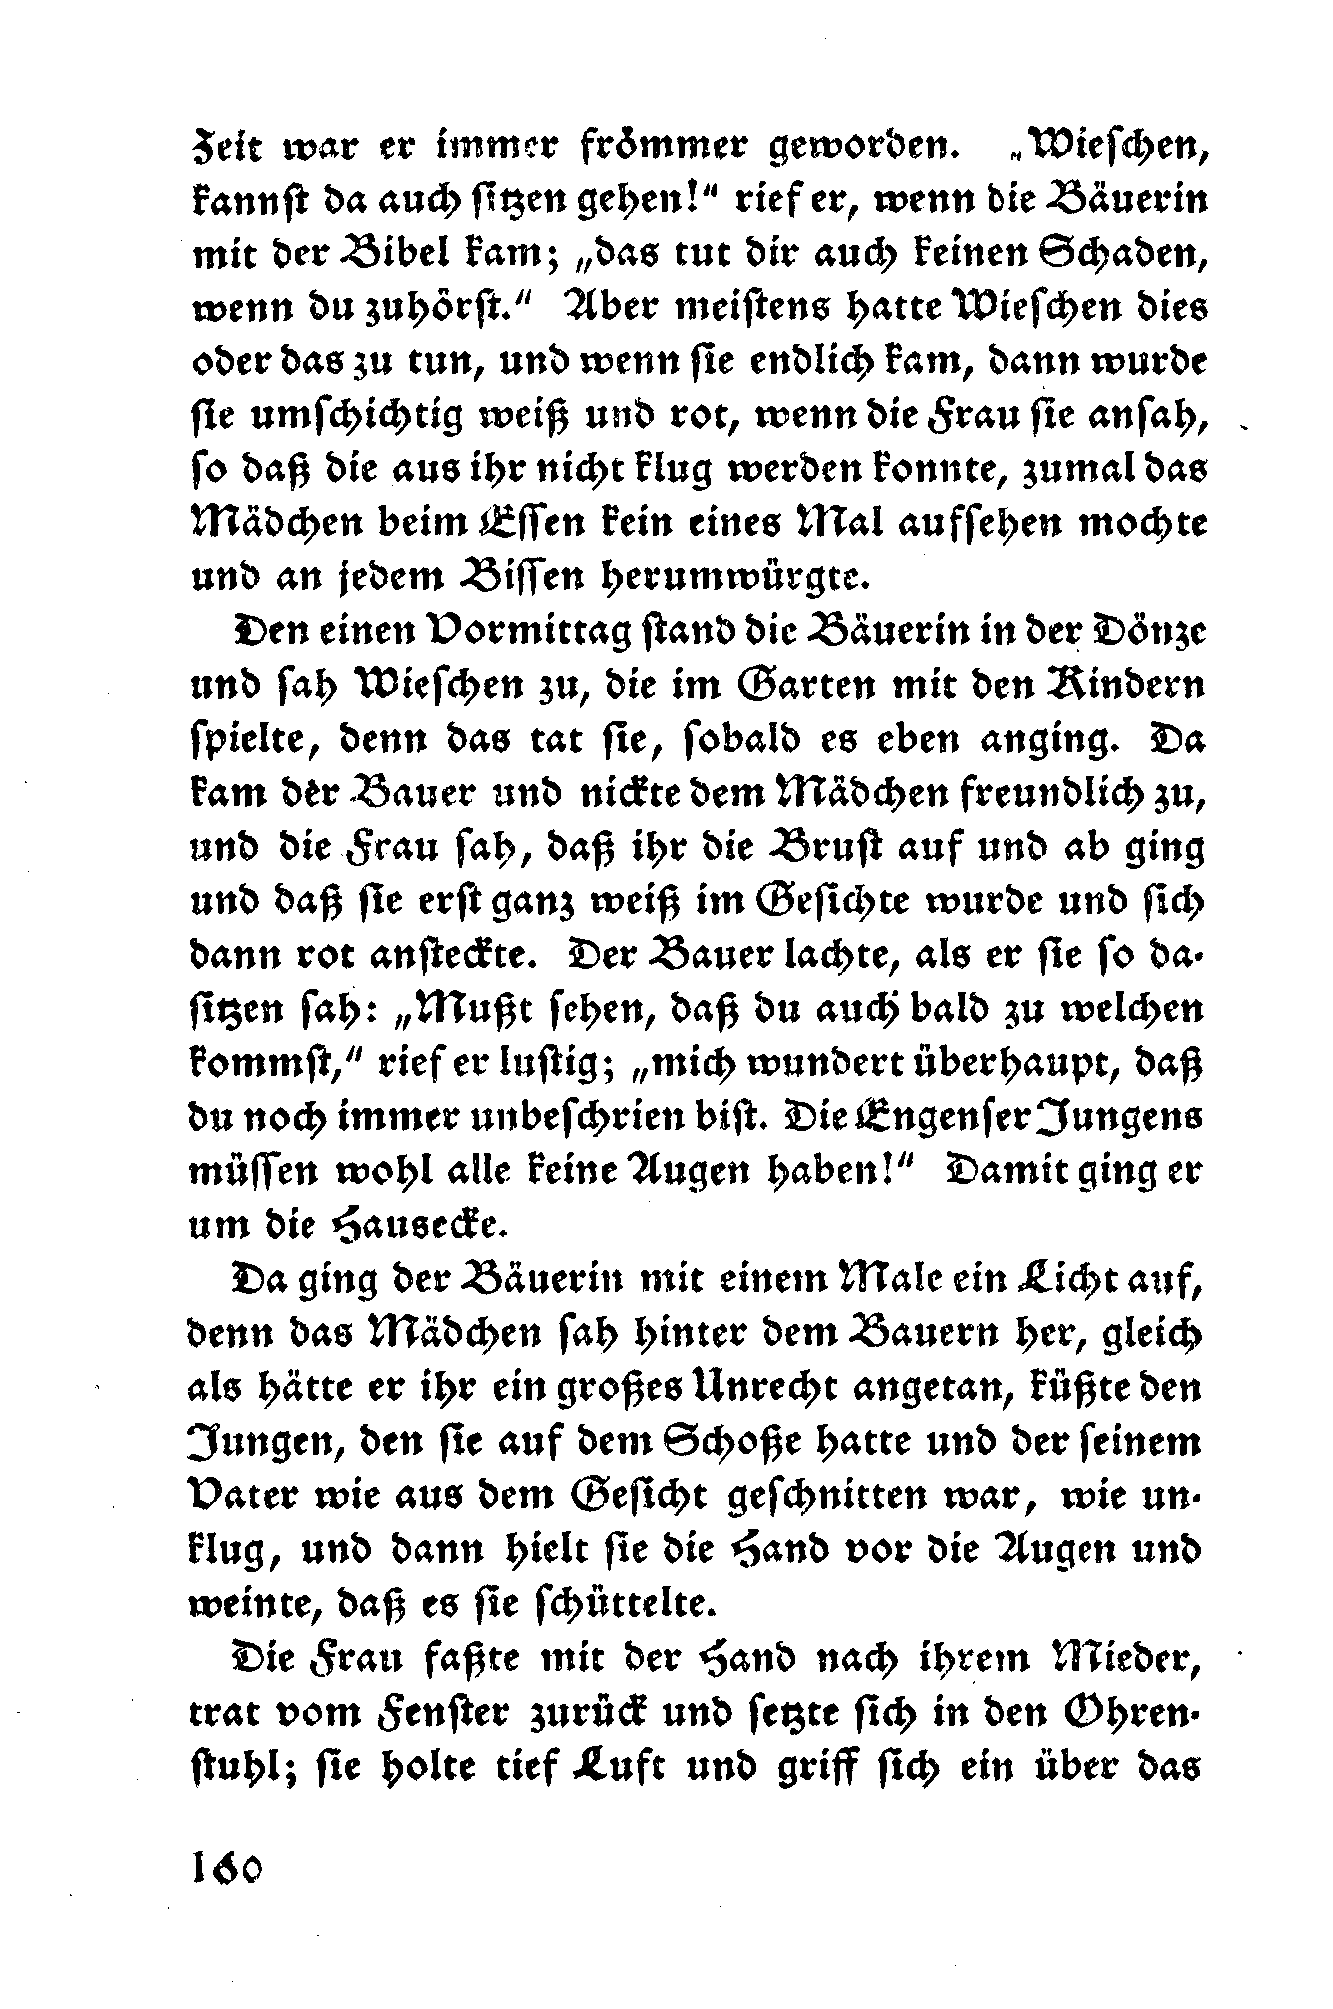 Zeit war er immer frömmer geworden. „Wieschen,
kannst da auch sitzen gehen!“ rief er, wenn die Bäuerin
mit der Bibel kam; „das tut dir auch keinen Schaden,
wenn du zuhörst.“ Aber meistens hatte Wieschen dies
oder das zu tun, und wenn sie endlich kam, dann wurde
sie umschichtig weiß und rot, wenn die Frau sie ansah,
so daß die aus ihr nicht klug werden konnte, zumal das
Mädchen beim Essen kein eines Mal aufsehen mochte
und an jedem Bissen herumwürgte.
Den einen Vormittag stand die Bäuerin in der Dönze
und sah Wieschen zu, die im Garten mit den Kindern
spielte, denn das tat sie, sobald es eben anging. Da
kam der Bauer und nickte dem Mädchen freundlich zu,
und die Frau sah, daß ihr die Brust auf und ab ging
und daß sie erst ganz weiß im Gesichte wurde und sich
dann rot ansteckte. Der Bauer lachte, als er sie so da-
sitzen sah: „Mußt sehen, daß du auch bald zu welchen
kommst,“ rief er lustig; „mich wundert überhaupt, daß
du noch immer unbeschrien bist. Die Engenser Jungens
müssen wohl alle keine Augen haben!“ Damit ging er
um die Hausecke.
Da ging der Bäuerin mit einem Male ein Licht auf,
denn das Mädchen sah hinter dem Bauern her, gleich
als hätte er ihr ein großes Unrecht angetan, küßte den
Jungen, den sie auf dem Schoße hatte und der seinem
Vater wie aus dem Gesicht geschnitten war, wie un-
klug, und dann hielt sie die Hand vor die Augen und
weinte, daß es sie schüttelte.
Die Frau faßte mit der Hand nach ihrem Mieder,
trat vom Fenster zurück und setzte sich in den Ohren-
stuhl; sie holte tief Luft und griff sich ein über das
160